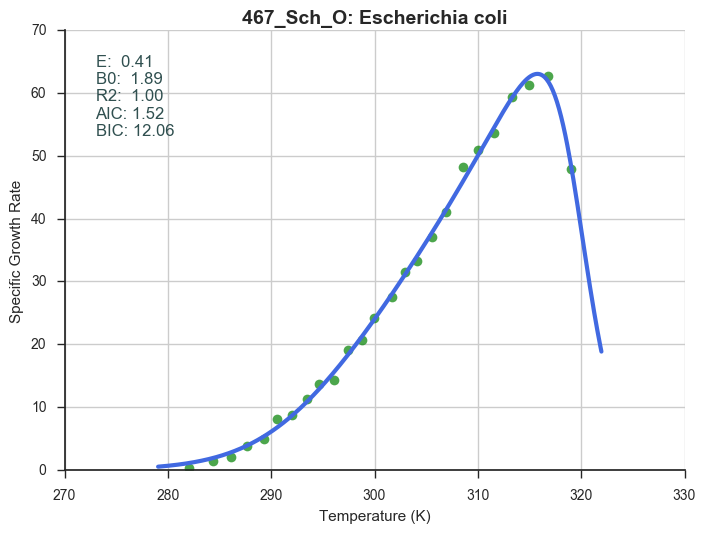 467_Sch_O: Escherichia coli
70
60
50
40
30
20
10
0
E: 0.41
B0: 1.89
R2: 1.00
AIC: 1.52
BIC: 12.06
Specific Growth Rate
270 280 290 300 310 320 330
Temperature (K)